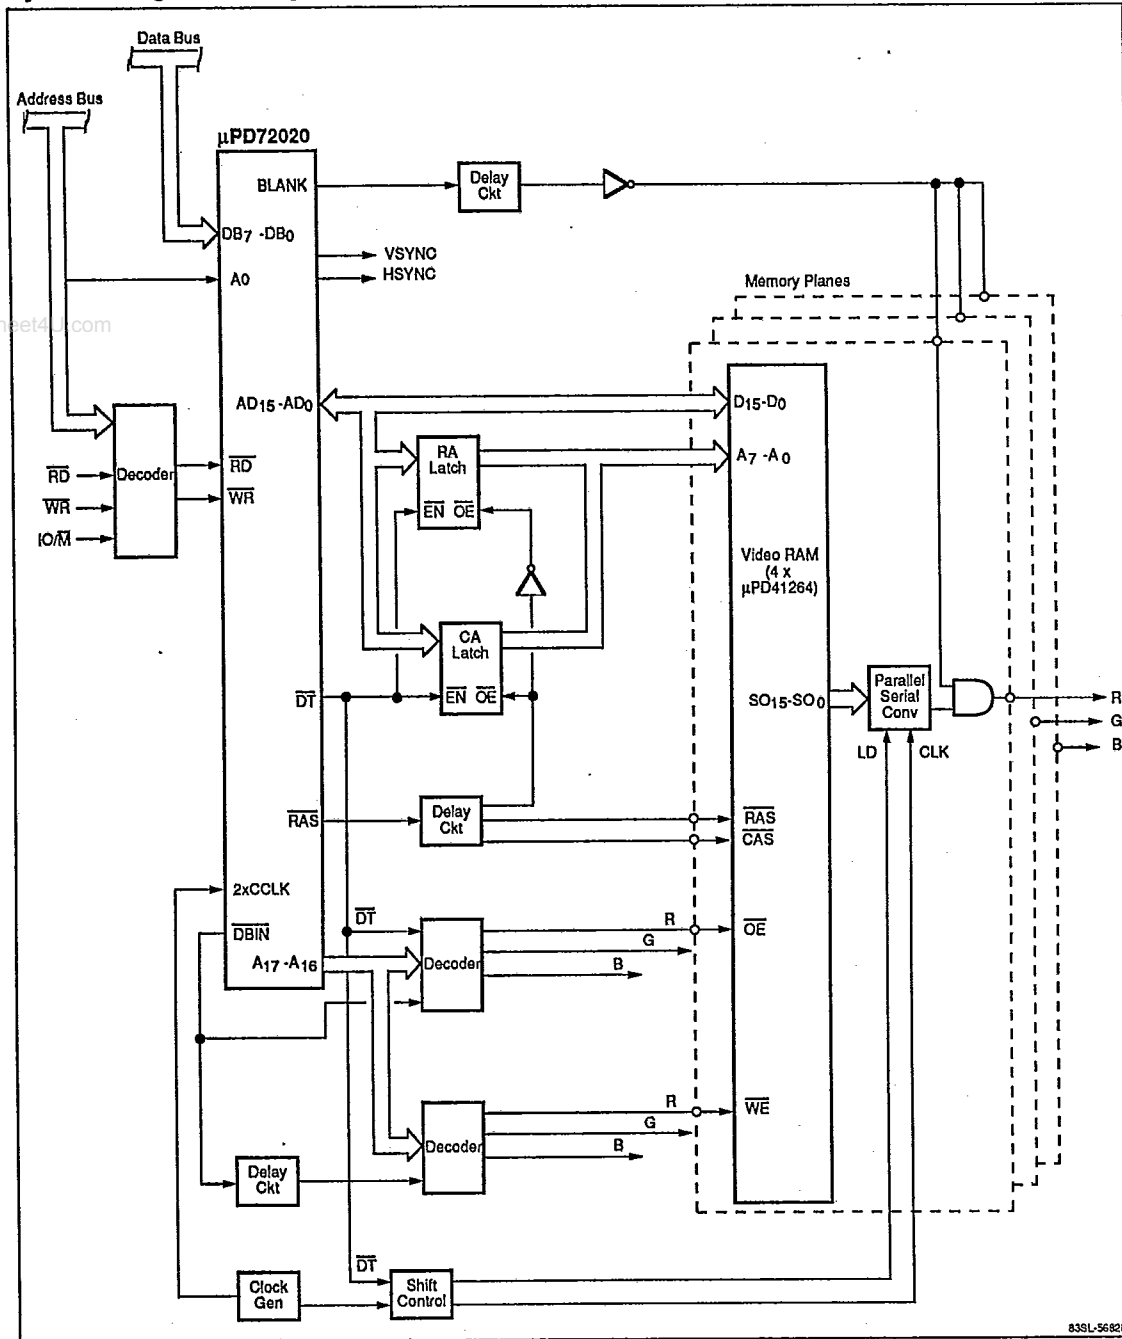 Data Bus
Address Bus
μPD72020
BLANK
Delay Ckt
DB7 -DB0
VSYNC
HSYNC
A0
Memory Planes
neet4U.com
AD15-AD0
D15-D0
RA Latch
A7 -A0
RD
Decoder
RD
WR
WR
EN OE
IO/M
Video RAM (4 x μPD41264)
CA Latch
DT
EN OE
SO15-SO0
Parallel Serial Conv
R
G
B
LD
CLK
RAS
Delay Ckt
RAS
CAS
2xCCLK
DBIN
DT
R
OE
G
A17 -A16
Decoder
B
R
WE
G
Decoder
B
Delay Ckt
DT
Clock Gen
Shift Control